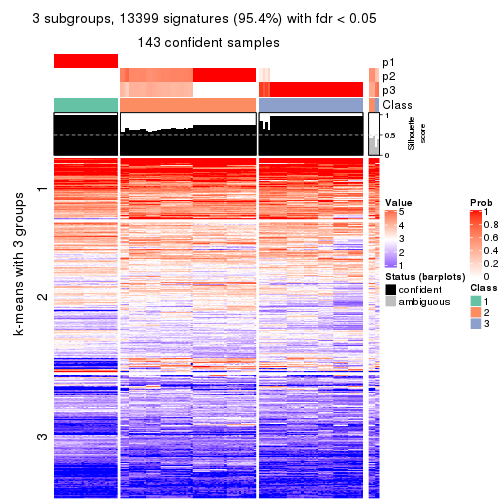 3 subgroups, 13399 signatures (95.4%) with fdr < 0.05
143 confident samples
p1
p2
p3
Class
1
0.5
0
Silhouette
score
k-means with 3 groups
1
2
3
Value
5
4
3
2
1
Status (barplots)
confident
ambiguous
Prob
1
0.8
0.6
0.4
0.2
0
Class
1
2
3